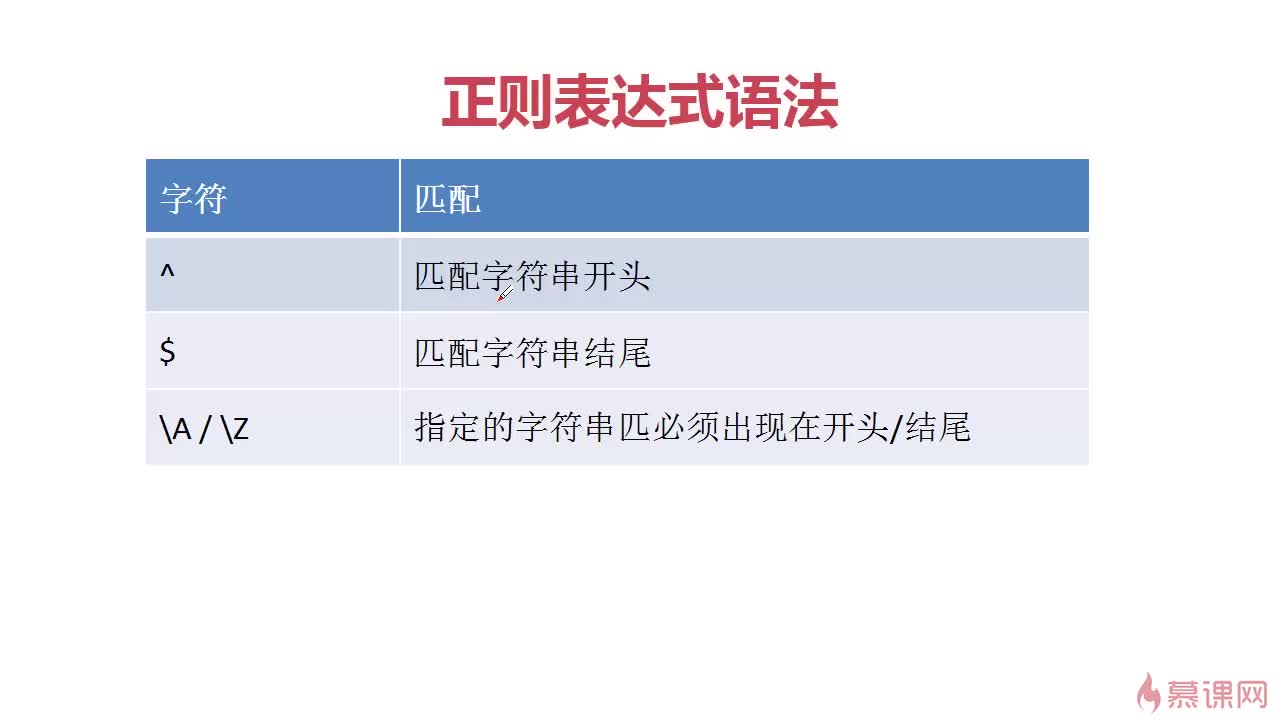 正则表达式语法
字符 匹配
^ 匹配字符串开头
$ 匹配字符串结尾
\A / \Z 指定的字符串匹必须出现在开头/结尾
慕课网